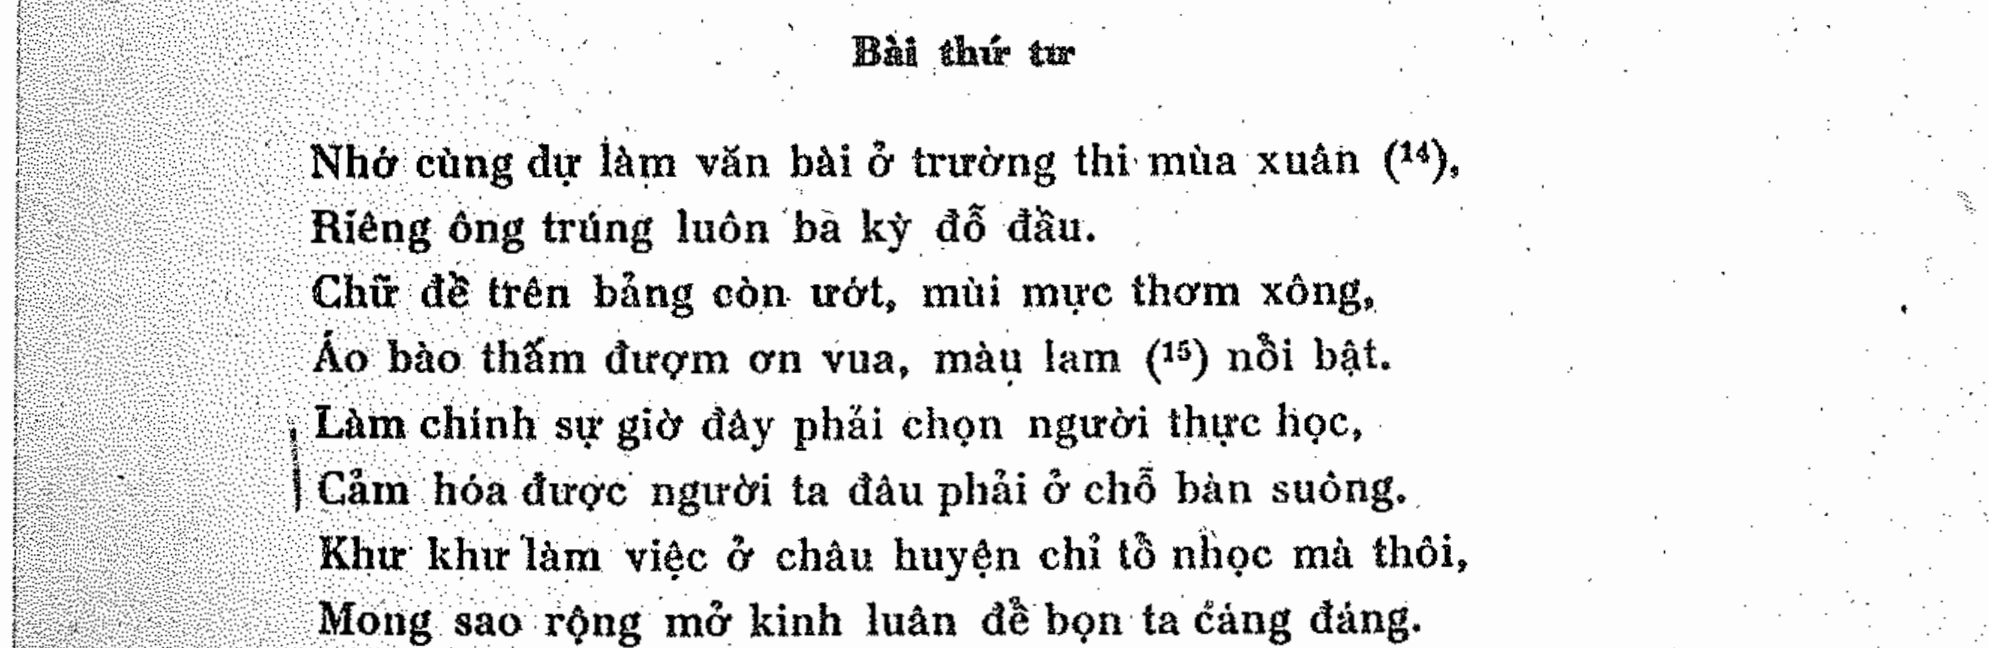 Bài thứ tư
Nhớ cùng dự làm văn bài ở trường thi mùa xuân (14),
Riêng ông trúng luôn ba kỳ đỗ đầu.
Chữ đề trên bảng còn ướt, mùi mực thơm xông,
Áo bào thấm đượm ơn vua, màu lam (15) nổi bật.
Làm chính sự giờ đây phải chọn người thực học,
Cảm hóa được người ta đâu phải ở chỗ bàn suông.
Khư khư làm việc ở châu huyện chỉ tổ nhọc mà thôi,
Mong sao rộng mở kinh luân để bọn ta cáng đáng.